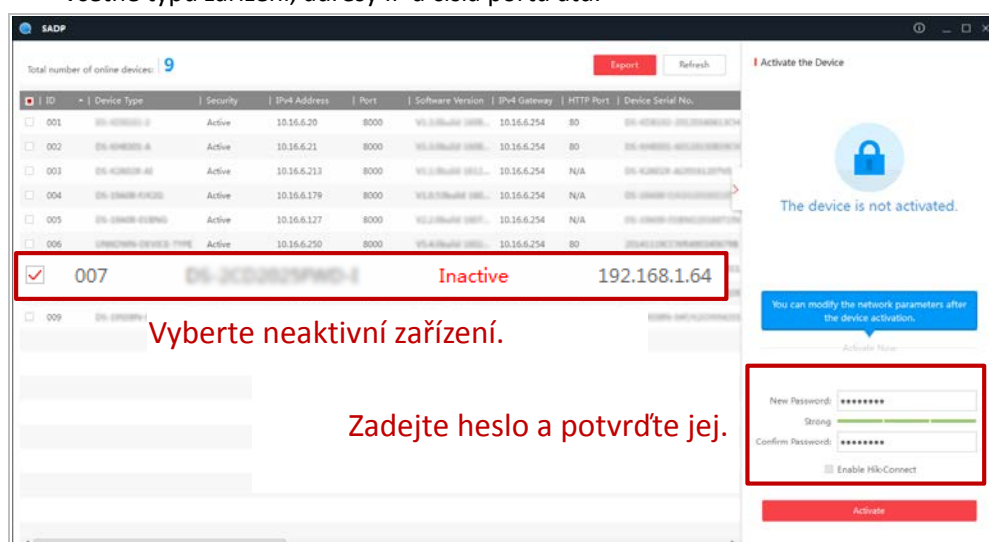 SADP
Total number of online devices: 9
Export Refresh
Activate the Device
ID Device Type Security IPv4 Address Port Software Version IPv4 Gateway HTTP Port Device Serial No.
001 Active 10.16.6.20 8000 10.16.6.254 80
002 Active 10.16.6.21 8000 10.16.6.254 80
003 Active 10.16.6.213 8000 10.16.6.254 N/A
004 Active 10.16.6.179 8000 10.16.6.254 N/A
005 Active 10.16.6.127 8000 10.16.6.254 N/A
006 Active 10.16.6.250 8000 10.16.6.254 80
007 Inactive 192.168.1.64
009
Vyberte neaktivní zařízení.
Zadejte heslo a potvrďte jej.
The device is not activated.
You can modify the network parameters after
the device activation.
Activate Now
New Password: ••••••••
Strong
Confirm Password: ••••••••
Enable Hik-Connect
Activate